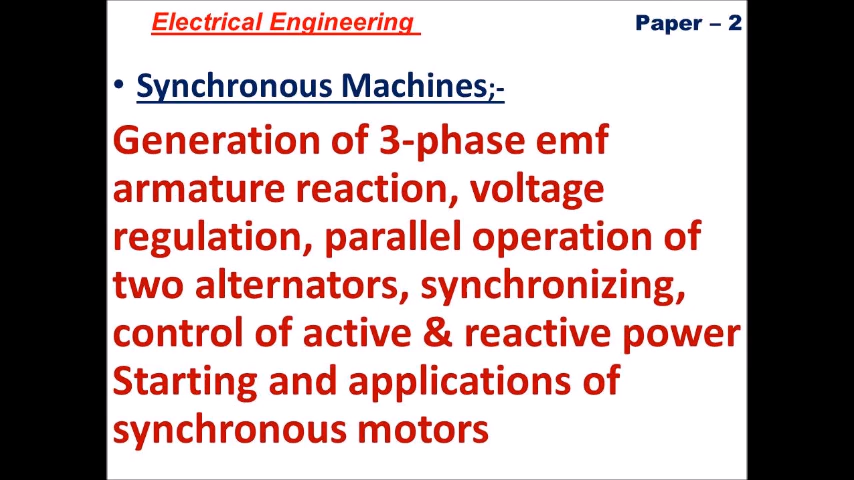 Electrical Engineering
Paper – 2
• Synchronous Machines;-
Generation of 3-phase emf
armature reaction, voltage
regulation, parallel operation of
two alternators, synchronizing,
control of active & reactive power
Starting and applications of
synchronous motors